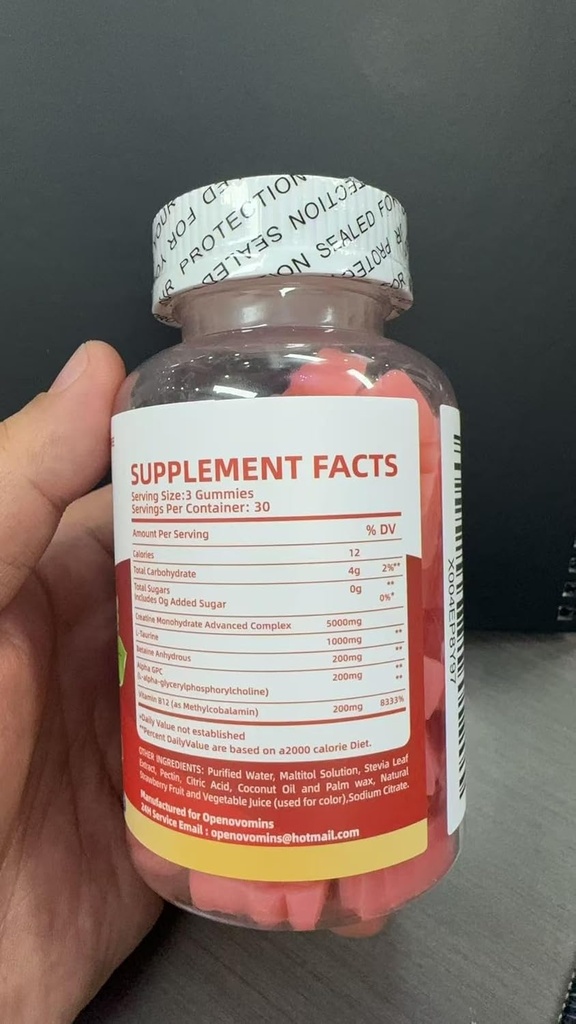 SEALED FOR YOUR PROTECTION
SUPPLEMENT FACTS
Serving Size:3 Gummies
Servings Per Container: 30
Amount Per Serving % DV
Calories 12
Total Carbohydrate 4g 2%**
Total Sugars 0g **
Includes 0g Added Sugar 0%*
Creatine Monohydrate Advanced Complex 5000mg
L-Taurine 1000mg **
Betaine Anhydrous 200mg **
Alpha GPC 200mg **
(L-alpha-glycerylphosphorylcholine) **
Vitamin B12 (as Methylcobalamin) 200mg 8333%
*Daily Value not established
**Percent DailyValue are based on a2000 calorie Diet.
OTHER INGREDIENTS: Purified Water, Maltitol Solution, Stevia Leaf
Extract, Pectin, Citric Acid, Coconut Oil and Palm wax, Natural
Strawberry Fruit and Vegetable Juice (used for color),Sodium Citrate.
Manufactured for Openovomins
24H Service Email : openovomins@hotmail.com
X004EP8Y97